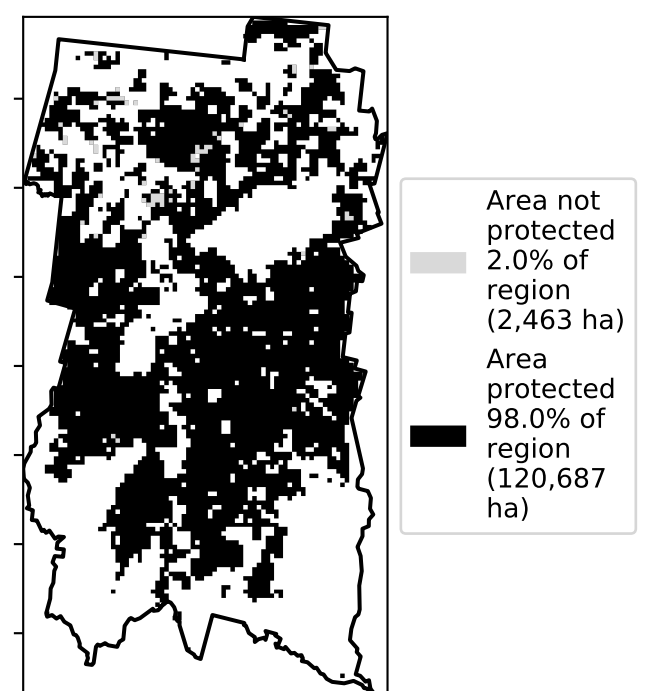 Area not
protected
2.0% of
region
(2,463 ha)
Area
protected
98.0% of
region
(120,687
ha)